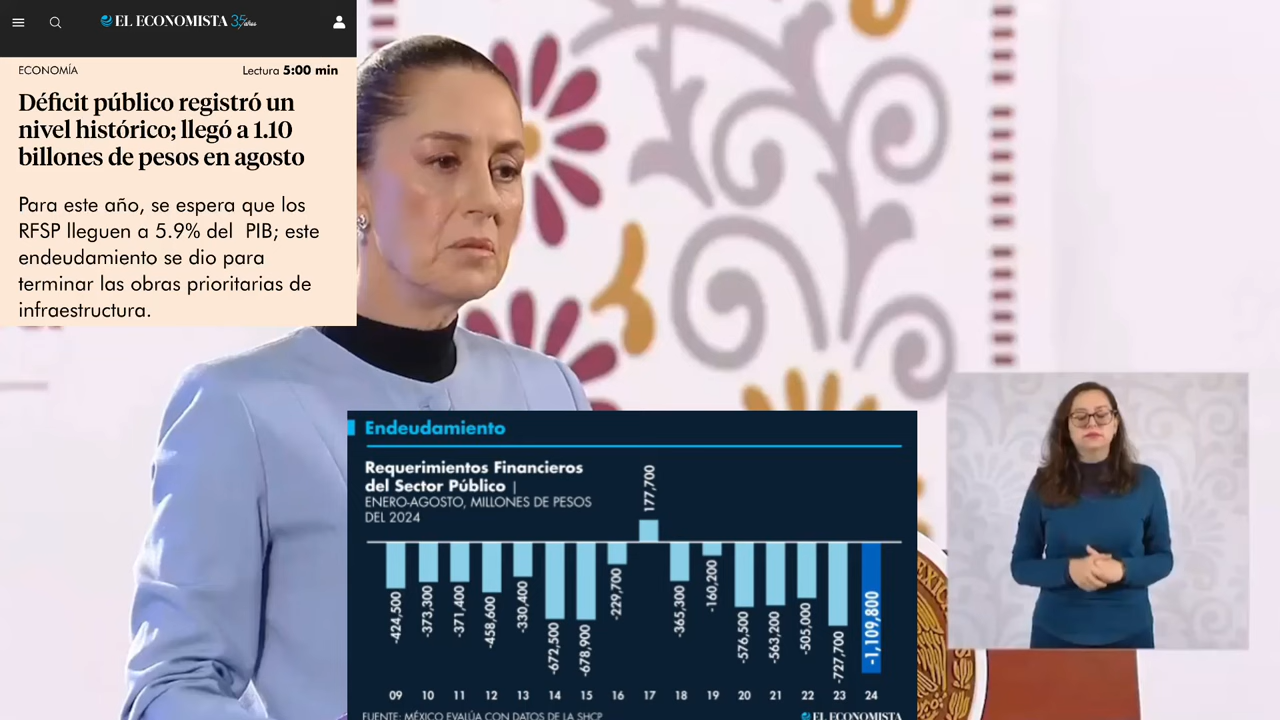 EL ECONOMISTA 35 años
ECONOMÍA
Lectura 5:00 min
Déficit público registró un
nivel histórico; llegó a 1.10
billones de pesos en agosto
Para este año, se espera que los
RFSP lleguen a 5.9% del PIB; este
endeudamiento se dio para
terminar las obras prioritarias de
infraestructura.
Endeudamiento
Requerimientos Financieros
del Sector Público |
ENERO-AGOSTO, MILLONES DE PESOS
DEL 2024
-424,500
-373,300
-371,400
-458,600
-330,400
-672,500
-678,900
-229,700
177,700
-365,300
-160,200
-576,500
-563,200
-505,000
-727,700
-1,109,800
09 10 11 12 13 14 15 16 17 18 19 20 21 22 23 24
FUENTE: MÉXICO EVALÚA CON DATOS DE LA SHCP
EL ECONOMISTA